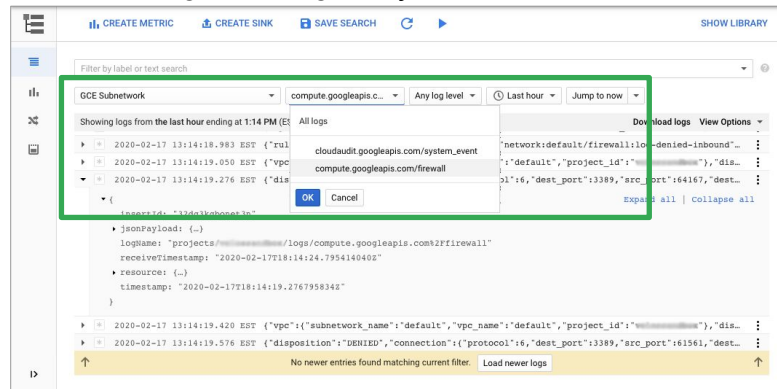 CREATE METRIC CREATE SINK SAVE SEARCH SHOW LIBRARY
Filter by label or text search
GCE Subnetwork compute.googleapis.c... Any log level Last hour Jump to now
Showing logs from the last hour ending at 1:14 PM (ES Download logs View Options
All logs
cloudaudit.googleapis.com/system_event
compute.googleapis.com/firewall
OK Cancel
2020-02-17 13:14:18.983 EST {"rul "network:default/firewall:log-denied-inbound"…
2020-02-17 13:14:19.050 EST {"vpc ":"default","project_id":" "},"dis…
2020-02-17 13:14:19.276 EST {"dis ol":6,"dest_port":3389,"src_port":64167,"dest…
{ Expand all | Collapse all
jsonPayload: {…}
logName: "projects/ /logs/compute.googleapis.com%2Ffirewall"
receiveTimestamp: "2020-02-17T18:14:24.795414040Z"
resource: {…}
timestamp: "2020-02-17T18:14:19.276795834Z"
}
2020-02-17 13:14:19.420 EST {"vpc":{"subnetwork_name":"default","vpc_name":"default","project_id":" "},"dis…
2020-02-17 13:14:19.576 EST {"disposition":"DENIED","connection":{"protocol":6,"dest_port":3389,"src_port":61561,"dest…
No newer entries found matching current filter. Load newer logs